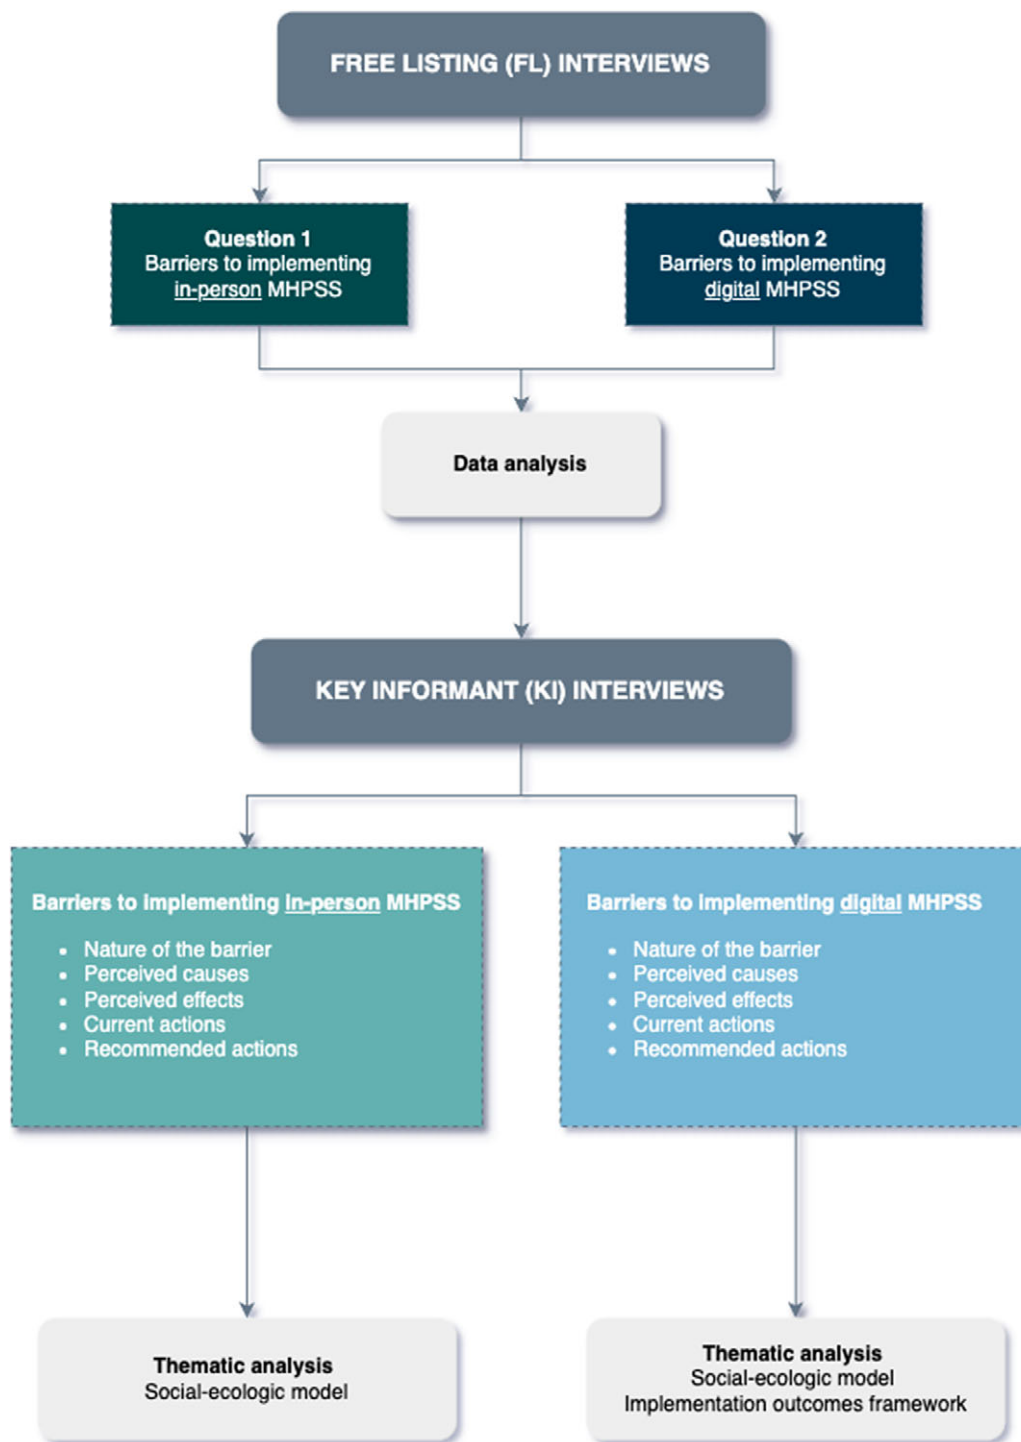 FREE LISTING (FL) INTERVIEWS
Question 1
Barriers to implementing
in-person MHPSS
Question 2
Barriers to implementing
digital MHPSS
Data analysis
KEY INFORMANT (KI) INTERVIEWS
Barriers to implementing in-person MHPSS
• Nature of the barrier
• Perceived causes
• Perceived effects
• Current actions
• Recommended actions
Barriers to implementing digital MHPSS
• Nature of the barrier
• Perceived causes
• Perceived effects
• Current actions
• Recommended actions
Thematic analysis
Social-ecologic model
Thematic analysis
Social-ecologic model
Implementation outcomes framework